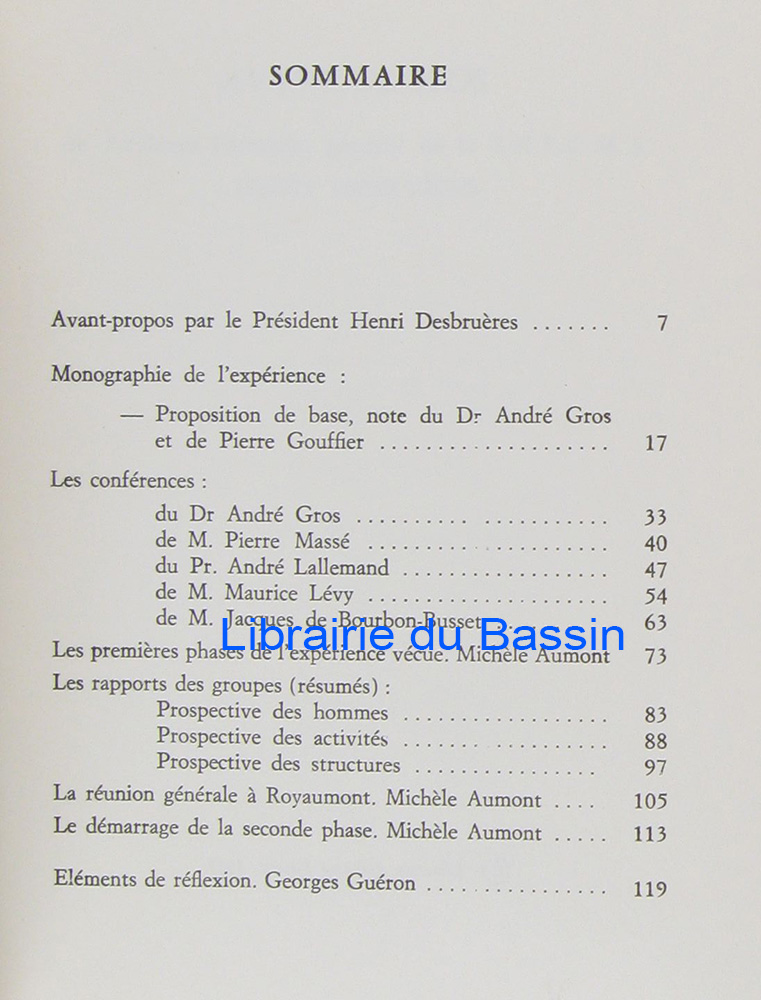 SOMMAIRE
Avant-propos par le Président Henri Desbruères ....... 7
Monographie de l'expérience :
— Proposition de base, note du Dr André Gros
et de Pierre Gouffier .................... 17
Les conférences :
du Dr André Gros .......... ........... 33
de M. Pierre Massé ..................... 40
du Pr. André Lallemand .................. 47
de M. Maurice Lévy ..................... 54
de M. Jacques de Bourbon-Busset ......... 63
Librairie du Bassin
Les premières phases de l'expérience vécue. Michèle Aumont 73
Les rapports des groupes (résumés) :
Prospective des hommes .................. 83
Prospective des activités .................. 88
Prospective des structures ................ 97
La réunion générale à Royaumont. Michèle Aumont .... 105
Le démarrage de la seconde phase. Michèle Aumont ..... 113
Eléments de réflexion. Georges Guéron ................ 119